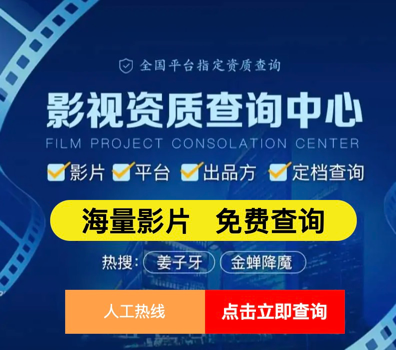 全国平台指定资质查询
影视资质查询中心
FILM PROJECT CONSOLATION CENTER
影片 平台 出品方 定档查询
海量影片 免费查询
热搜： 姜子牙 金蝉降魔
人工热线 点击立即查询